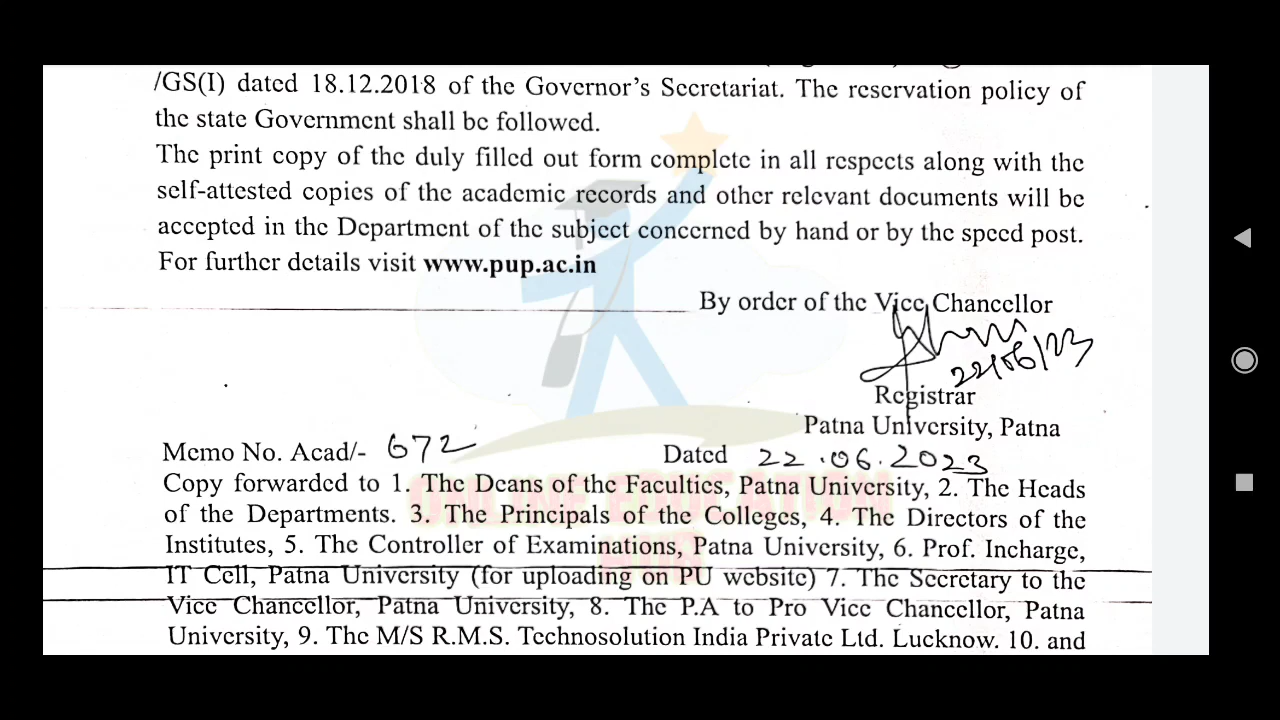 /GS(I) dated 18.12.2018 of the Governor's Secretariat. The reservation policy of
the state Government shall be followed.
The print copy of the duly filled out form complete in all respects along with the
self-attested copies of the academic records and other relevant documents will be
accepted in the Department of the subject concerned by hand or by the speed post.
For further details visit www.pup.ac.in
By order of the Vice Chancellor
22/06/23
Registrar
Patna University, Patna
Memo No. Acad/- 672 Dated 22.06.2023
Copy forwarded to 1. The Deans of the Faculties, Patna University, 2. The Heads
ONLINE EDUCATION
of the Departments. 3. The Principals of the Colleges, 4. The Directors of the
Institutes, 5. The Controller of Examinations, Patna University, 6. Prof. Incharge,
HUB
IT Cell, Patna University (for uploading on PU website) 7. The Secretary to the
Vice Chancellor, Patna University, 8. The P.A to Pro Vice Chancellor, Patna
University, 9. The M/S R.M.S. Technosolution India Private Ltd. Lucknow. 10. and